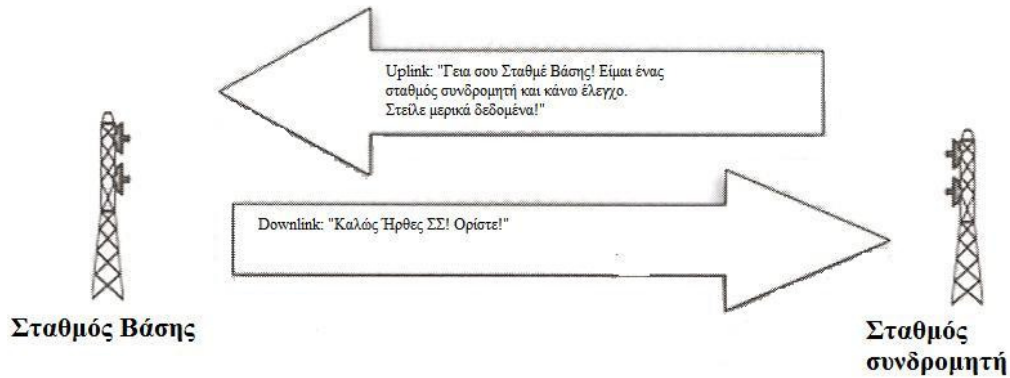 Uplink: "Γεια σου Σταθμέ Βάσης! Είμαι ένας
σταθμός συνδρομητή και κάνω έλεγχο.
Στείλε μερικά δεδομένα!"
Downlink: "Καλώς Ήρθες ΣΣ! Ορίστε!"
Σταθμός Βάσης
Σταθμός
συνδρομητή